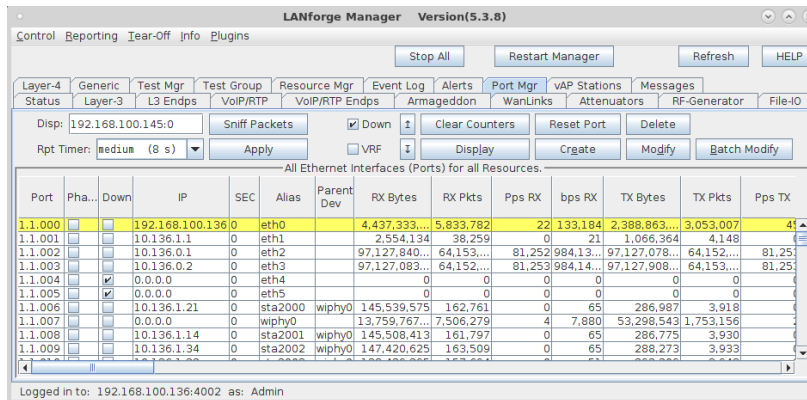 LANforge Manager Version(5.3.8)
Control Reporting Tear-Off Info Plugins
Stop All Restart Manager Refresh HELP
Layer-4 Generic Test Mgr Test Group Resource Mgr Event Log Alerts Port Mgr vAP Stations Messages
Status Layer-3 L3 Endps VoIP/RTP VoIP/RTP Endps Armageddon WanLinks Attenuators RF-Generator File-IO
Disp: 192.168.100.145:0 Sniff Packets Down Clear Counters Reset Port Delete
Rpt Timer: medium (8 s) Apply VRF Display Create Modify Batch Modify
All Ethernet Interfaces (Ports) for all Resources.
Port Pha... Down IP SEC Alias Parent Dev RX Bytes RX Pkts Pps RX bps RX TX Bytes TX Pkts Pps TX
1.1.000 192.168.100.136 0 eth0 4,437,333,... 5,833,782 22 133,184 2,388,863,... 3,053,007 45
1.1.001 10.136.1.1 0 eth1 2,554,134 38,259 0 21 1,066,364 4,148
1.1.002 10.136.0.1 0 eth2 97,127,840... 64,153,... 81,252 984,13... 97,127,078... 64,152,... 81,25
1.1.003 10.136.0.2 0 eth3 97,127,083... 64,152,... 81,253 984,14... 97,127,908... 64,153,... 81,25
1.1.004 0.0.0.0 0 eth4 0 0 0 0 0 0
1.1.005 0.0.0.0 0 eth5 0 0 0 0 0 0
1.1.006 10.136.1.21 0 sta2000 wiphy0 145,539,575 162,761 0 65 286,987 3,918
1.1.007 0.0.0.0 0 wiphy0 13,759,767... 7,506,279 4 7,880 53,298,543 1,753,156
1.1.008 10.136.1.14 0 sta2001 wiphy0 145,508,413 161,797 0 65 286,775 3,930
1.1.009 10.136.1.34 0 sta2002 wiphy0 147,420,625 163,509 0 65 288,273 3,933
Logged in to: 192.168.100.136:4002 as: Admin